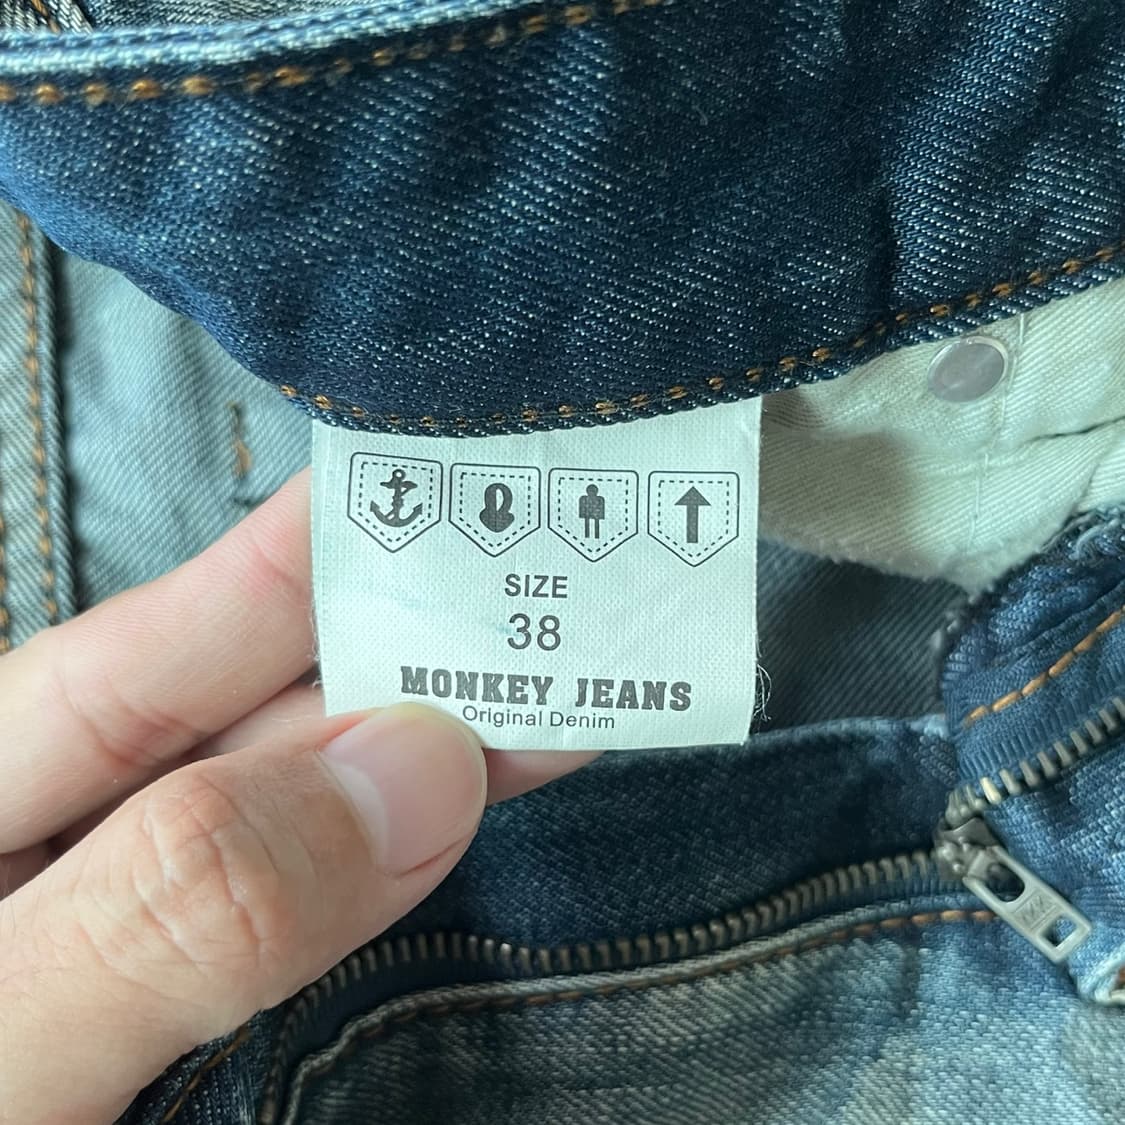 SIZE
38
MONKEY JEANS
Original Denim